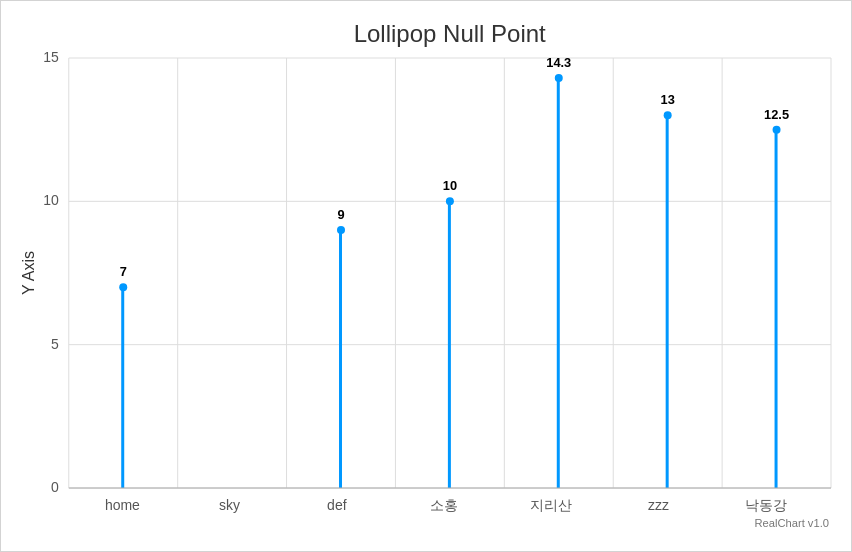 Lollipop Null Point
15
14.3
13
12.5
10
10
9
7
Y Axis
5
0
home sky def 소홍 지리산 zzz 낙동강
RealChart v1.0